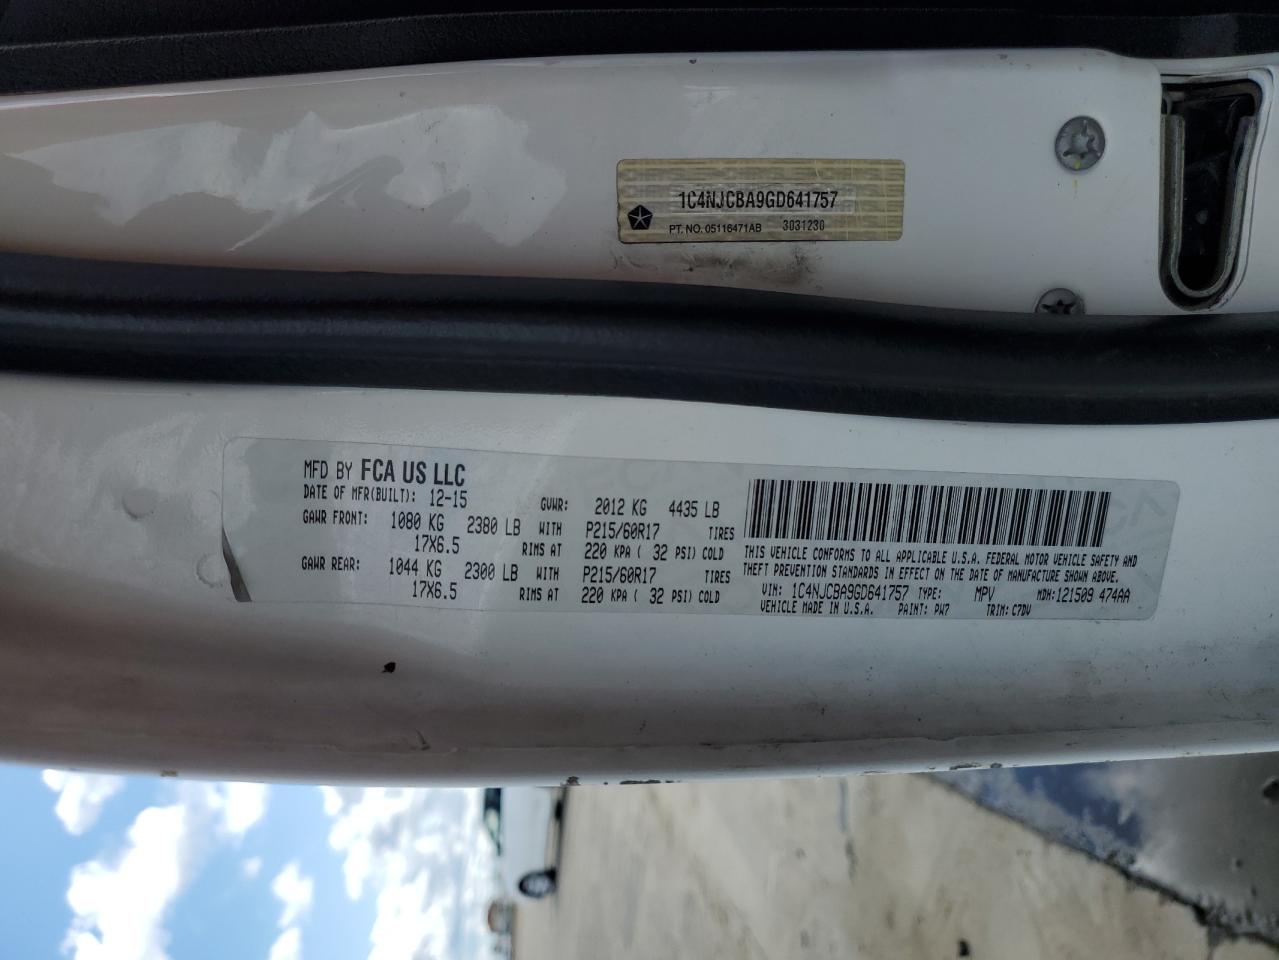 1C4NJCBA9GD641757
PT. NO. 05116471AB 3031230
MFD BY FCA US LLC
DATE OF MFR(BUILT): 12-15 GVWR: 2012 KG 4435 LB
GAWR FRONT: 1080 KG 2380 LB WITH P215/60R17 TIRES
17X6.5 RIMS AT 220 KPA ( 32 PSI) COLD
GAWR REAR: 1044 KG 2300 LB WITH P215/60R17 TIRES
17X6.5 RIMS AT 220 KPA ( 32 PSI) COLD
THIS VEHICLE CONFORMS TO ALL APPLICABLE U.S.A. FEDERAL MOTOR VEHICLE SAFETY AND
THEFT PREVENTION STANDARDS IN EFFECT ON THE DATE OF MANUFACTURE SHOWN ABOVE.
VIN: 1C4NJCBA9GD641757 TYPE: MPV MDH: 121509 474AA
VEHICLE MADE IN U.S.A. PAINT: PW7 TRIM: C7DV